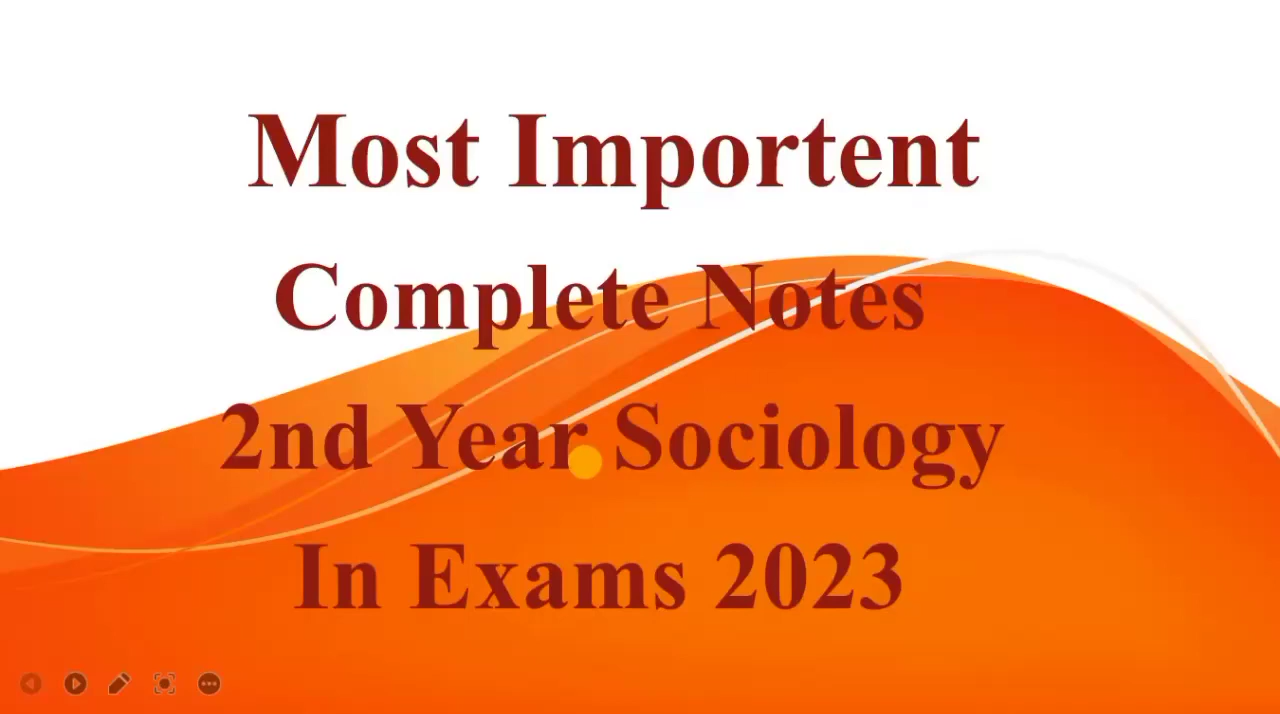 Most Importent
Complete Notes
2nd Year Sociology
In Exams 2023